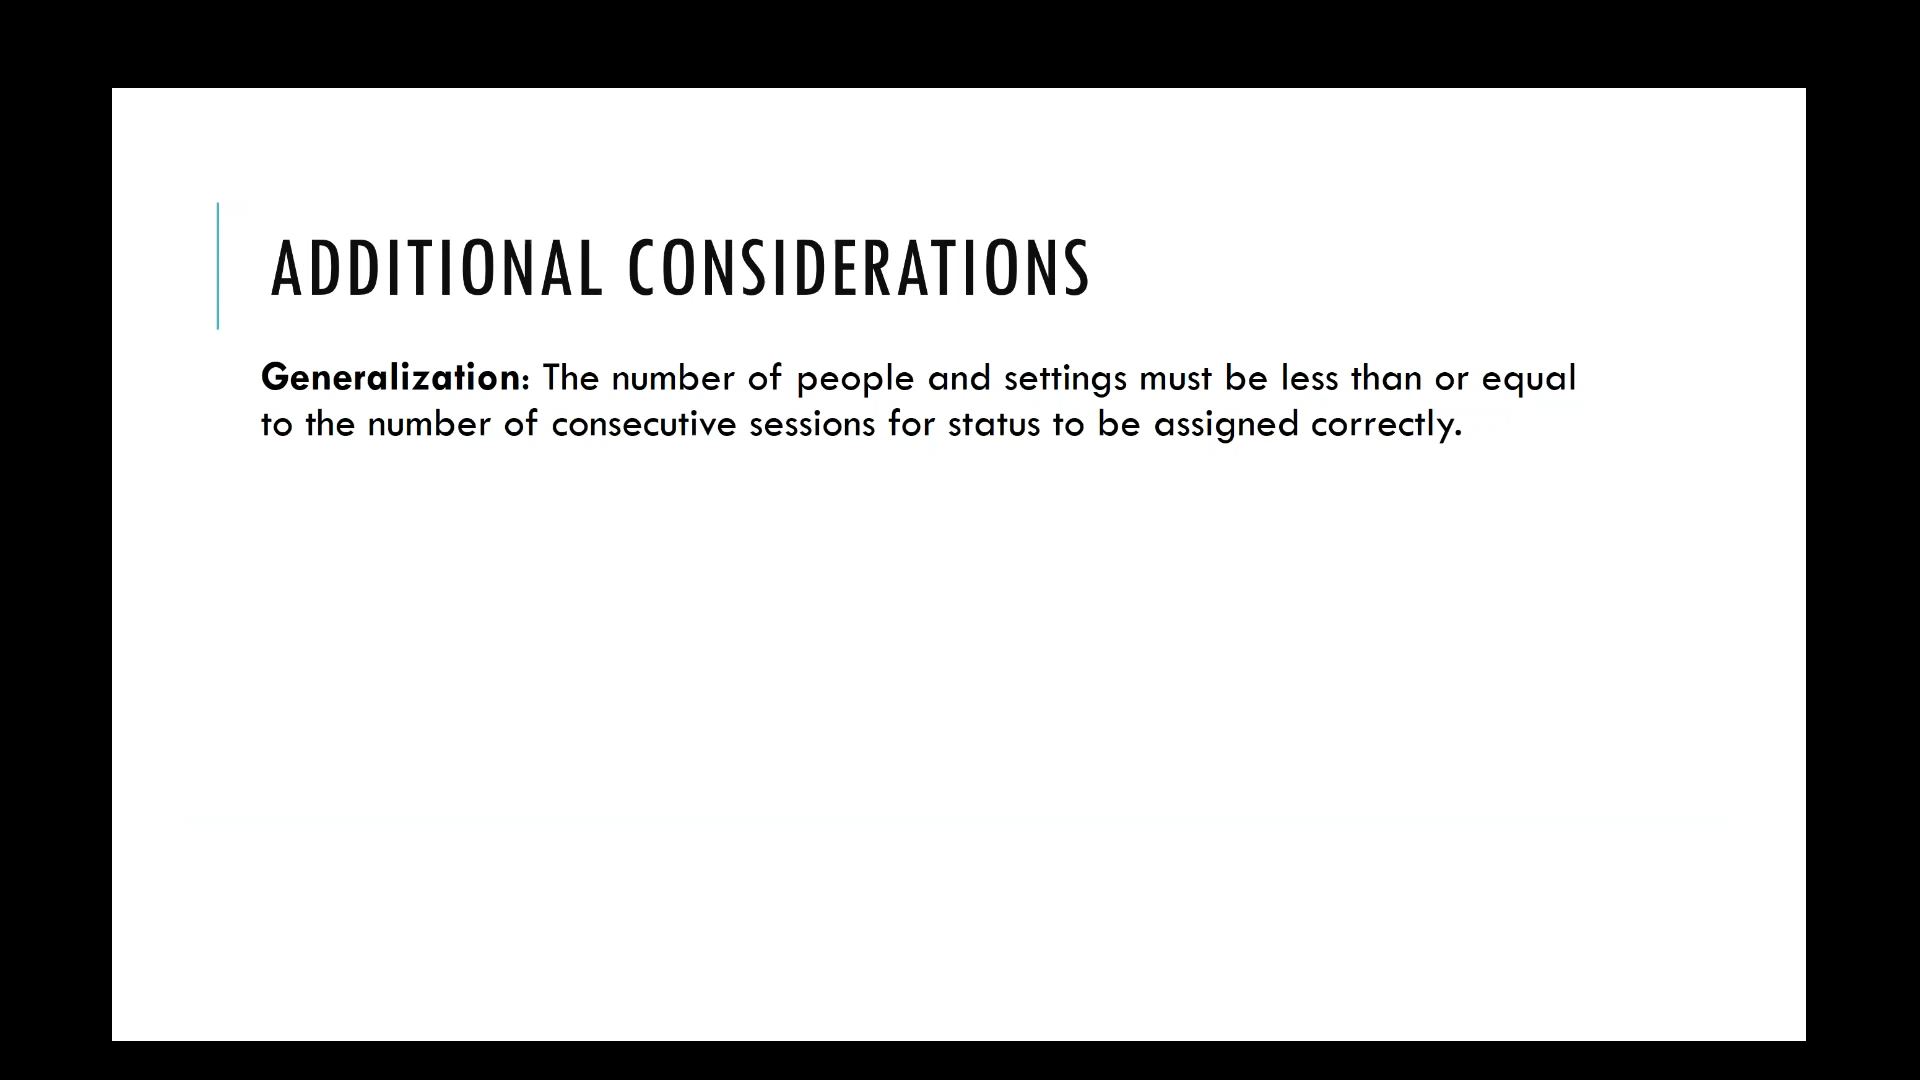 ADDITIONAL CONSIDERATIONS
Generalization: The number of people and settings must be less than or equal
to the number of consecutive sessions for status to be assigned correctly.